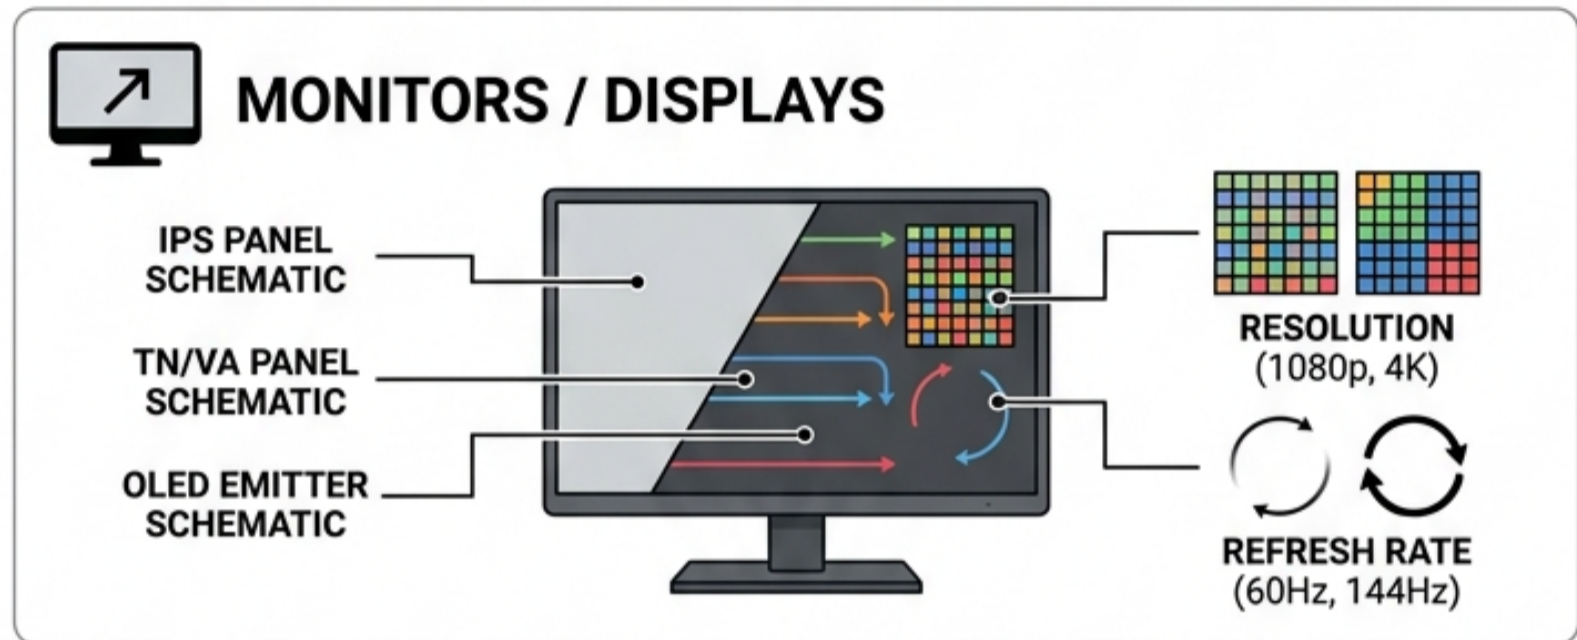 MONITORS / DISPLAYS
IPS PANEL
SCHEMATIC
TN/VA PANEL
SCHEMATIC
OLED EMITTER
SCHEMATIC
RESOLUTION
(1080p, 4K)
REFRESH RATE
(60Hz, 144Hz)